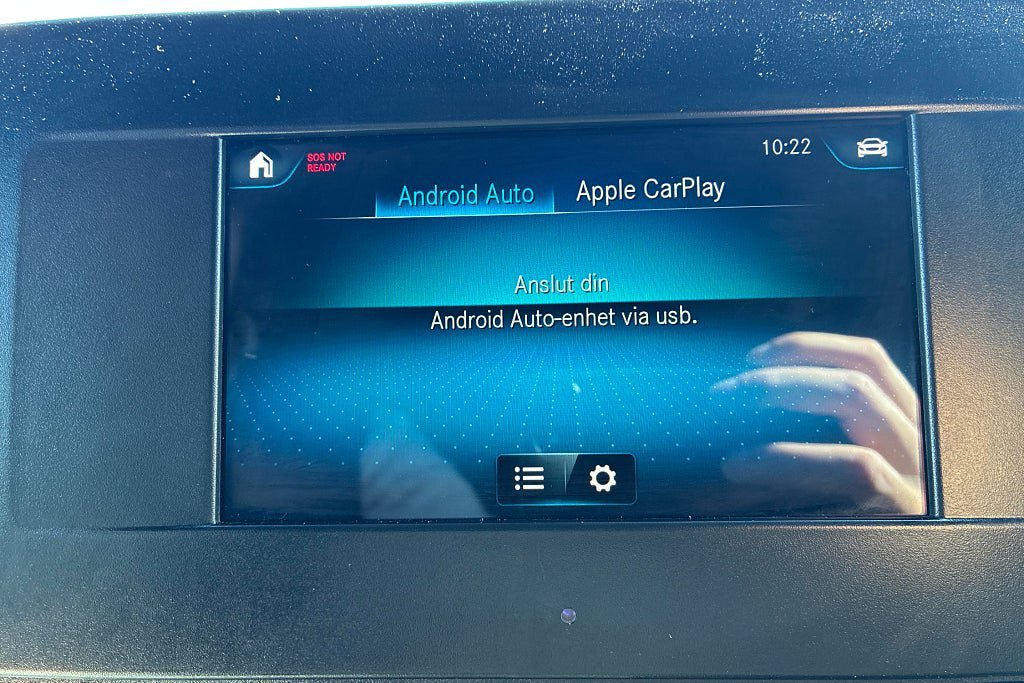 SOS NOT
READY
10:22
Android Auto
Apple CarPlay
Anslut din
Android Auto-enhet via usb.